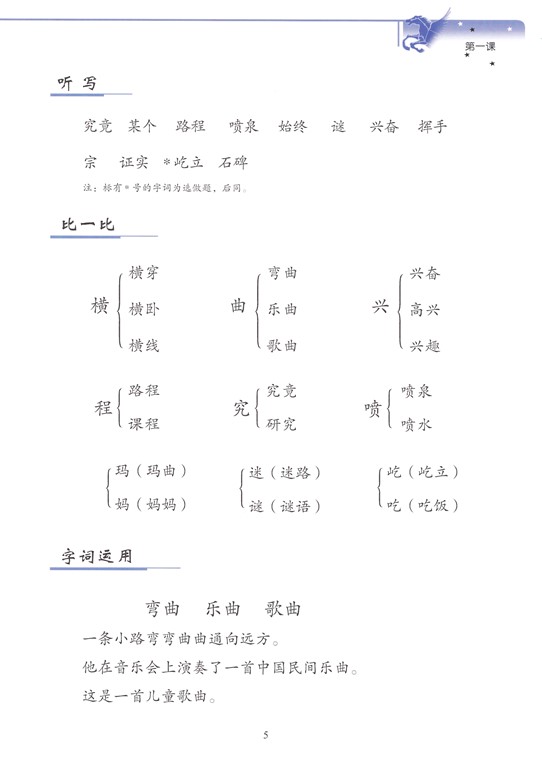 第一课
听写
究竟 某个 路程 喷泉 始终 谜 兴奋 挥手
宗 证实 *屹立 石碑
注：标有*号的字词为选做题，后同。
比一比
横 横穿 横卧 横线
曲 弯曲 乐曲 歌曲
兴 兴奋 高兴 兴趣
程 路程 课程
究 究竟 研究
喷 喷泉 喷水
玛（玛曲） 妈（妈妈）
迷（迷路） 谜（谜语）
屹（屹立） 吃（吃饭）
字词运用
弯曲 乐曲 歌曲
一条小路弯弯曲曲通向远方。
他在音乐会上演奏了一首中国民间乐曲。
这是一首儿童歌曲。
5